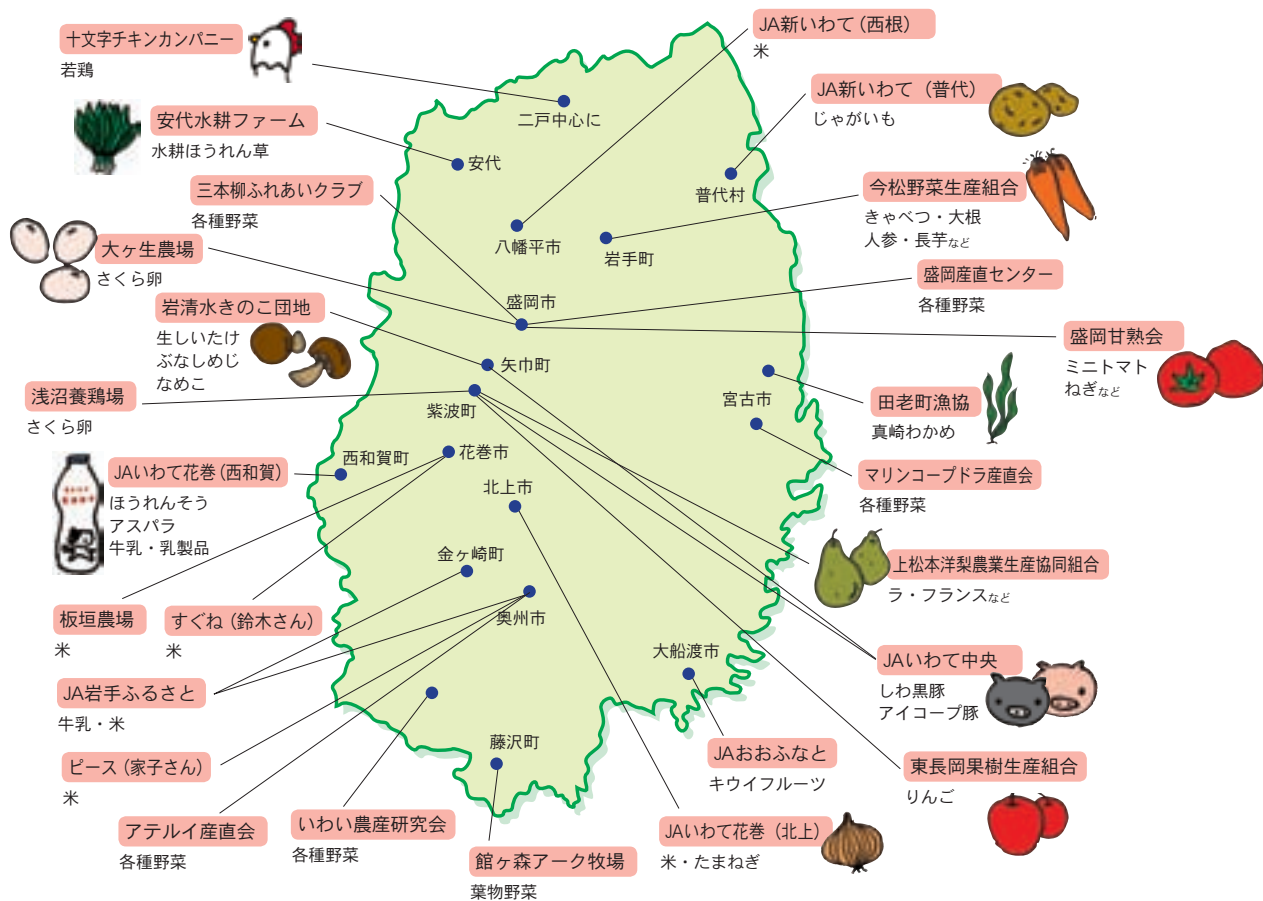 十文字チキンカンパニー
若鶏
安代水耕ファーム
水耕ほうれん草
三本柳ふれあいクラブ
各種野菜
大ヶ生農場
さくら卵
岩清水きのこ団地
生しいたけ
ぶなしめじ
なめこ
浅沼養鶏場
さくら卵
JAいわて花巻(西和賀)
ほうれんそう
アスパラ
牛乳・乳製品
板垣農場
米
すぐね(鈴木さん)
米
JA岩手ふるさと
牛乳・米
ピース(家子さん)
米
アテルイ産直会
各種野菜
いわい農産研究会
各種野菜
館ヶ森アーク牧場
葉物野菜
二戸中心に
安代
八幡平市
岩手町
普代村
盛岡市
矢巾町
紫波町
宮古市
西和賀町
花巻市
北上市
金ヶ崎町
奥州市
大船渡市
藤沢町
JA新いわて(西根)
米
JA新いわて(普代)
じゃがいも
今松野菜生産組合
きゃべつ・大根
人参・長芋など
盛岡産直センター
各種野菜
盛岡甘熟会
ミニトマト
ねぎなど
田老町漁協
真崎わかめ
マリンコープドラ産直会
各種野菜
上松本洋梨農業生産協同組合
ラ・フランスなど
JAいわて中央
しわ黒豚
アイコープ豚
東長岡果樹生産組合
りんご
JAおおふなと
キウイフルーツ
JAいわて花巻(北上)
米・たまねぎ